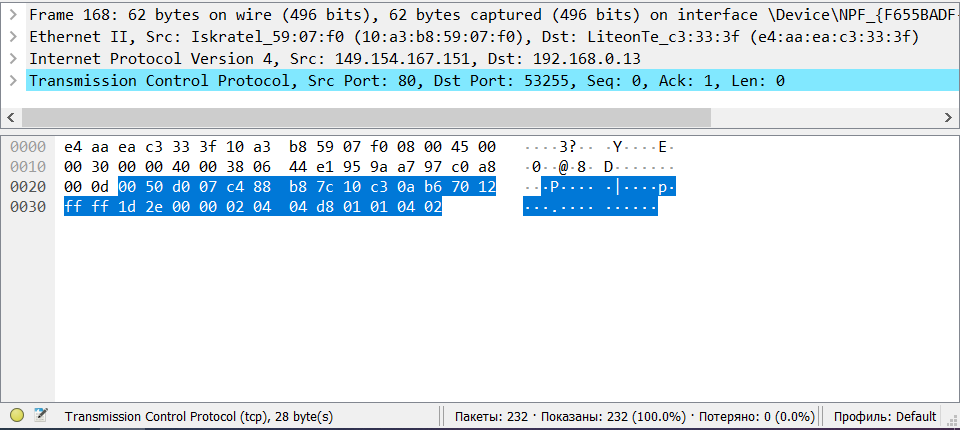 Frame 168: 62 bytes on wire (496 bits), 62 bytes captured (496 bits) on interface \Device\NPF_{F655BADF-
Ethernet II, Src: Iskratel_59:07:f0 (10:a3:b8:59:07:f0), Dst: LiteonTe_c3:33:3f (e4:aa:ea:c3:33:3f)
Internet Protocol Version 4, Src: 149.154.167.151, Dst: 192.168.0.13
Transmission Control Protocol, Src Port: 80, Dst Port: 53255, Seq: 0, Ack: 1, Len: 0
0000 e4 aa ea c3 33 3f 10 a3 b8 59 07 f0 08 00 45 00 ····3?·· ·Y····E·
0010 00 30 00 00 40 00 38 06 44 e1 95 9a a7 97 c0 a8 ·0··@·8· D·······
0020 00 0d 00 50 d0 07 c4 88 b8 7c 10 c3 0a b6 70 12 ···P···· ·|····p·
0030 ff ff 1d 2e 00 00 02 04 04 d8 01 01 04 02 ···.···· ······
Transmission Control Protocol (tcp), 28 byte(s) Пакеты: 232 · Показаны: 232 (100.0%) · Потеряно: 0 (0.0%) Профиль: Default